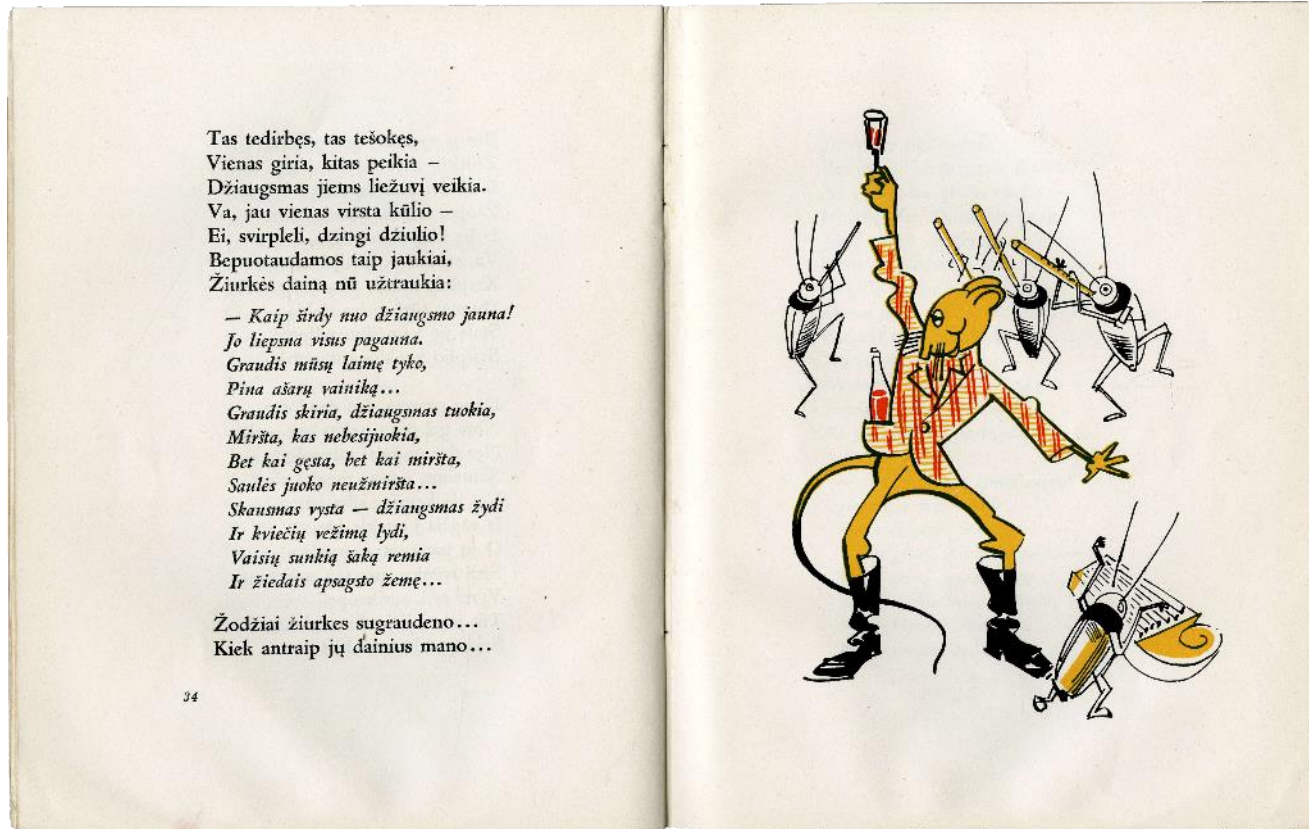 Tas tedirbęs, tas tešokęs,
Vienas giria, kitas peikia –
Džiaugsmas jiems liežuvį veikia.
Va, jau vienas virsta kūlio –
Ei, svirpleli, dzingi dziulio!
Bepuotaudamos taip jaukiai,
Žiurkės dainą nū užtraukia:
— Kaip širdy nuo džiaugsmo jauna!
Jo liepsna visus pagauna.
Graudis mūsų laimę tyko,
Pina ašarų vainiką...
Graudis skiria, džiaugsmas tuokia,
Miršta, kas nebesijuokia,
Bet kai gęsta, bet kai miršta,
Saulės juoko neužmiršta...
Skausmas vysta — džiaugsmas žydi
Ir kviečių vežimą lydi,
Vaisių sunkią šaką remia
Ir žiedais apsagsto žemę...
Žodžiai žiurkes sugraudeno...
Kiek antraip jų dainius mano...
34